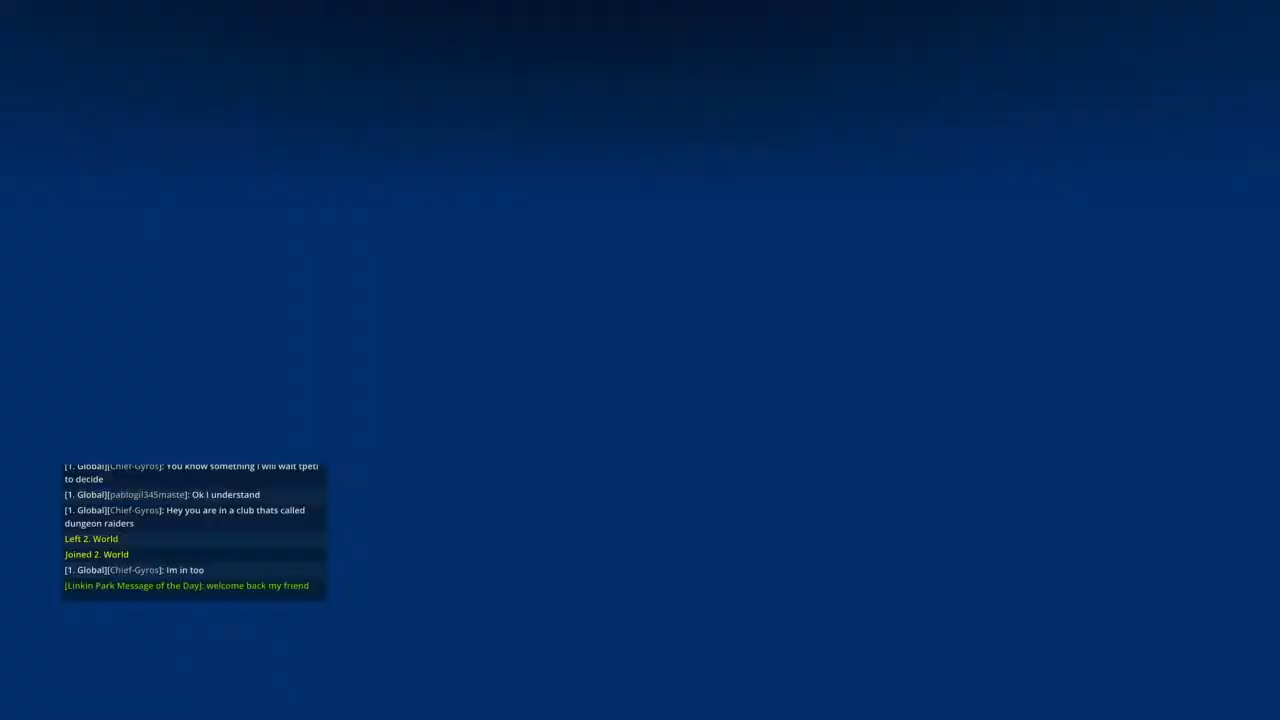 [1. Global][Chief-Gyros]: You know something I will wait tpeti
to decide
[1. Global][pablogil345maste]: Ok I understand
[1. Global][Chief-Gyros]: Hey you are in a club thats called
dungeon raiders
Left 2. World
Joined 2. World
[1. Global][Chief-Gyros]: Im in too
[Linkin Park Message of the Day]: welcome back my friend